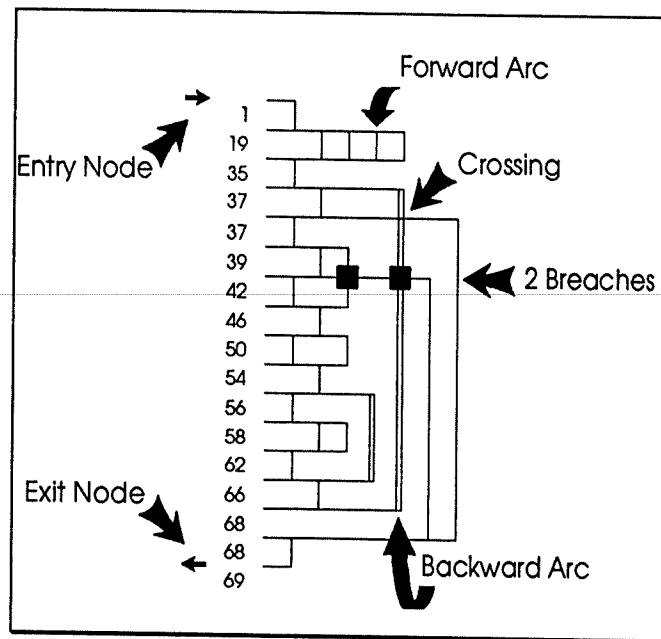 Forward Arc
1
19
Entry Node
Crossing
35
37
37
39
2 Breaches
42
46
50
54
56
58
62
Exit Node
66
68
68
Backward Arc
69